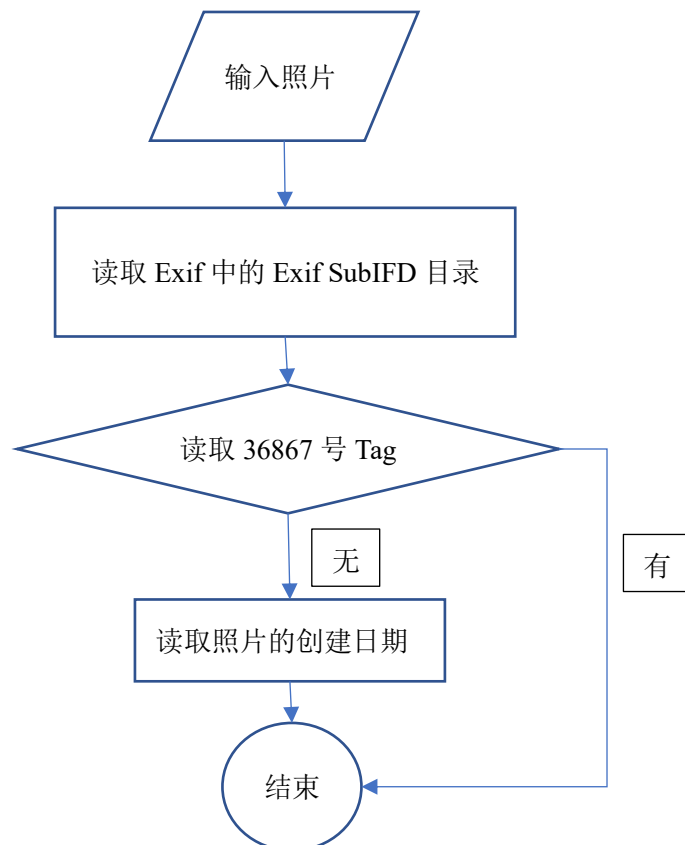 输入照片
读取 Exif 中的 Exif SubIFD 目录
读取 36867 号 Tag
无
有
读取照片的创建日期
结束